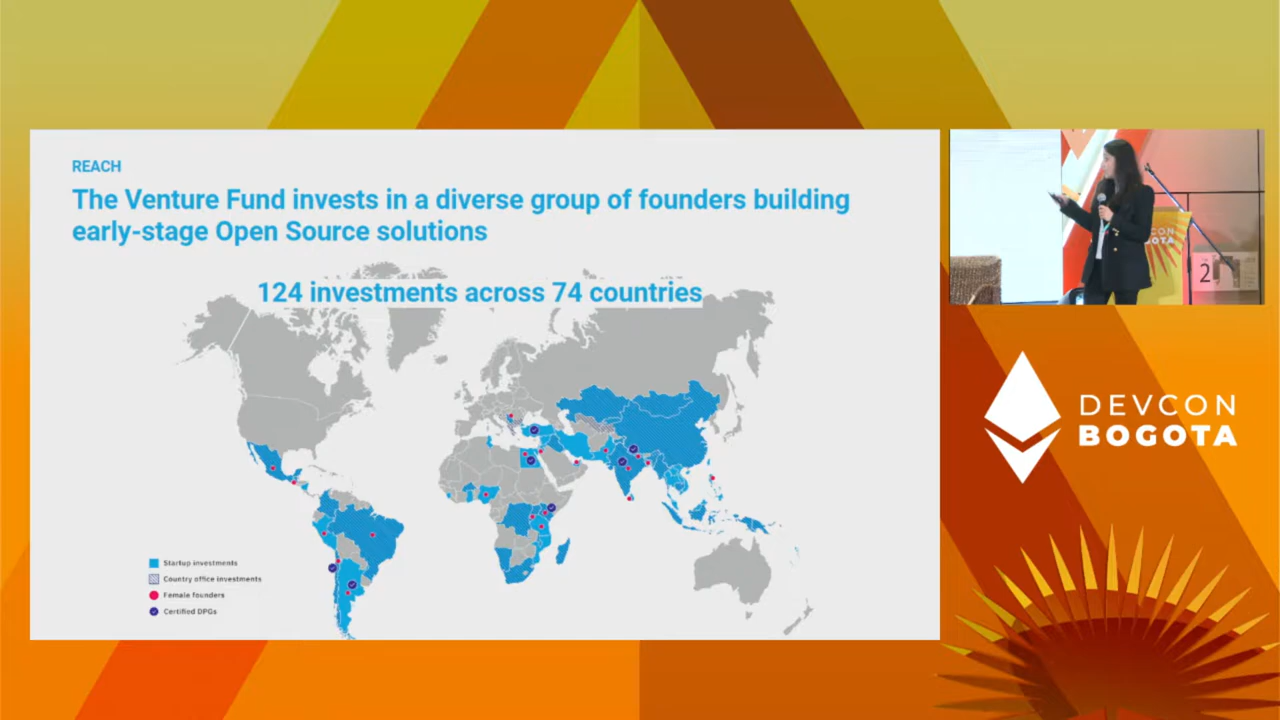 REACH
The Venture Fund invests in a diverse group of founders building
early-stage Open Source solutions
124 investments across 74 countries
Startup investments
Country office investments
Female founders
Certified DPGs
2
DEVCON
BOGOTA